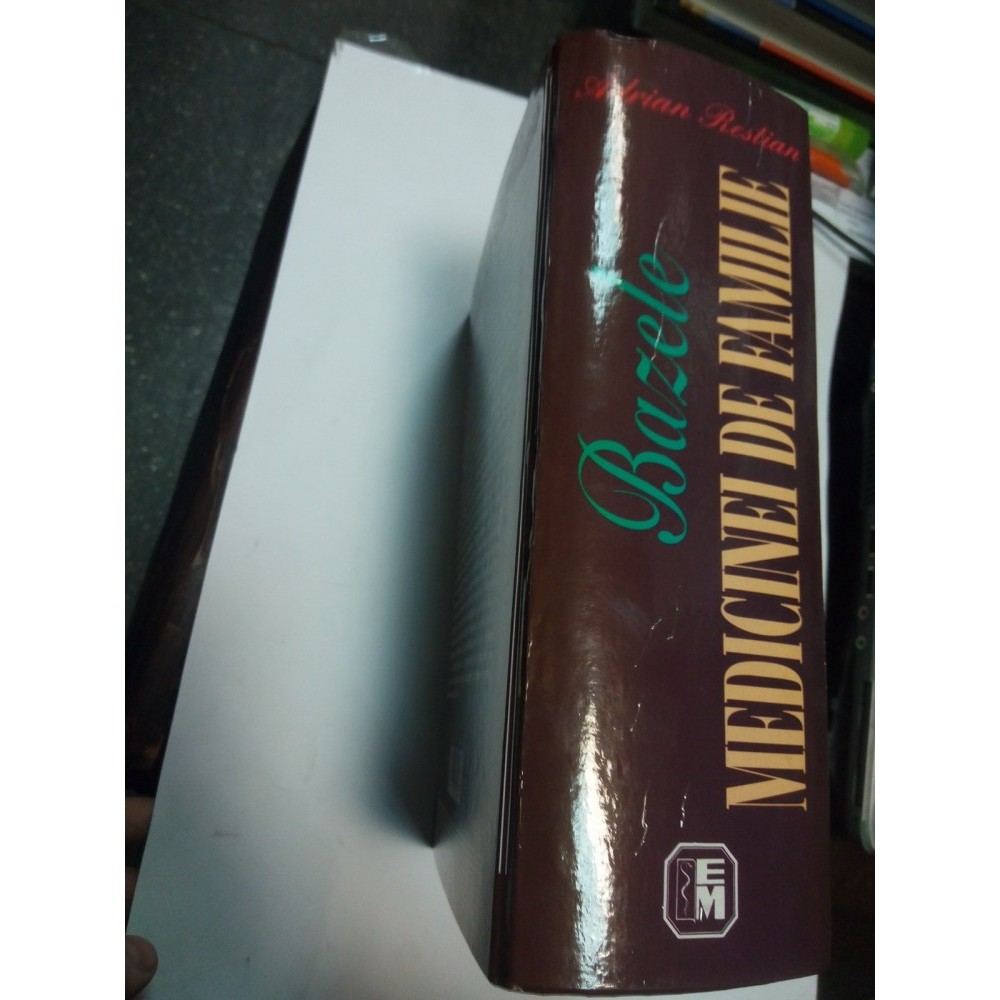 Adrian Restian
Bazele
MEDICINEI DE FAMILIE
EM